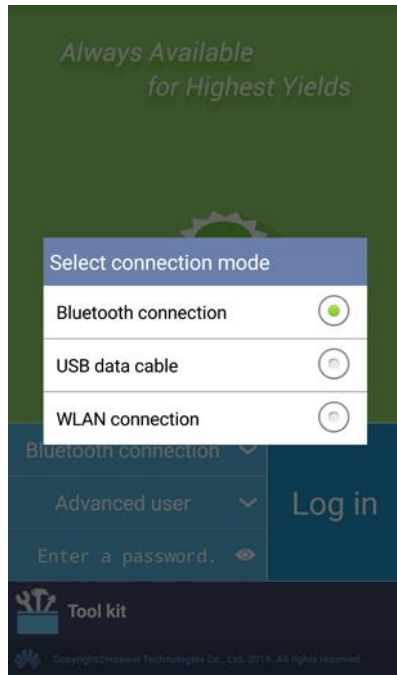 Always Available
for Highest Yields
Select connection mode
Bluetooth connection
USB data cable
WLAN connection
Bluetooth connection
Advanced user
Log in
Enter a password.
Tool kit
Copyright©Huawei Technologies Co., Ltd. 2019. All rights reserved.